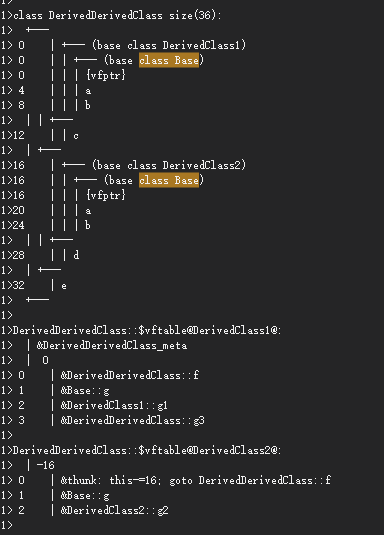 1>
1>class DerivedDerivedClass size(36):
1> +---
1> 0 | +--- (base class DerivedClass1)
1> 0 | | +--- (base class Base)
1> 0 | | | {vfptr}
1> 4 | | | a
1> 8 | | | b
1> | | +---
1>12 | | c
1> | +---
1>16 | +--- (base class DerivedClass2)
1>16 | | +--- (base class Base)
1>16 | | | {vfptr}
1>20 | | | a
1>24 | | | b
1> | | +---
1>28 | | d
1> | +---
1>32 | e
1> +---
1>
1>DerivedDerivedClass::$vftable@DerivedClass1@:
1> | &DerivedDerivedClass_meta
1> | 0
1> 0 | &DerivedDerivedClass::f
1> 1 | &Base::g
1> 2 | &DerivedClass1::g1
1> 3 | &DerivedDerivedClass::g3
1>
1>DerivedDerivedClass::$vftable@DerivedClass2@:
1> | -16
1> 0 | &thunk: this-=16; goto DerivedDerivedClass::f
1> 1 | &Base::g
1> 2 | &DerivedClass2::g2
1>